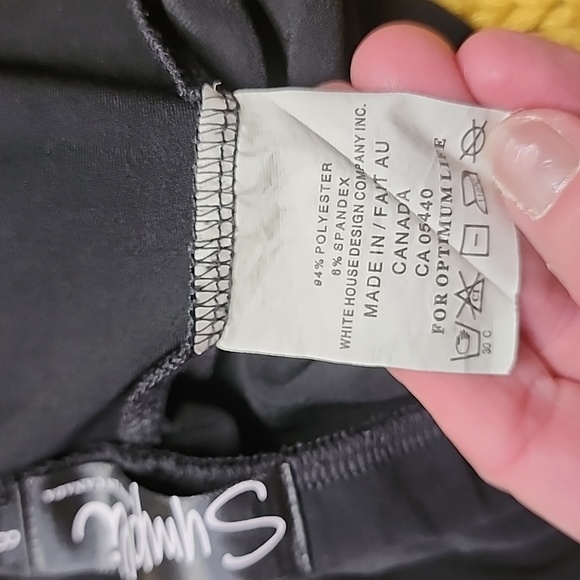 94% POLYESTER
6% SPANDEX
WHITE HOUSE DESIGN COMPANY INC.
MADE IN / FAIT AU
CANADA
CA 05440
FOR OPTIMUM LIFE
30 C
Sympli